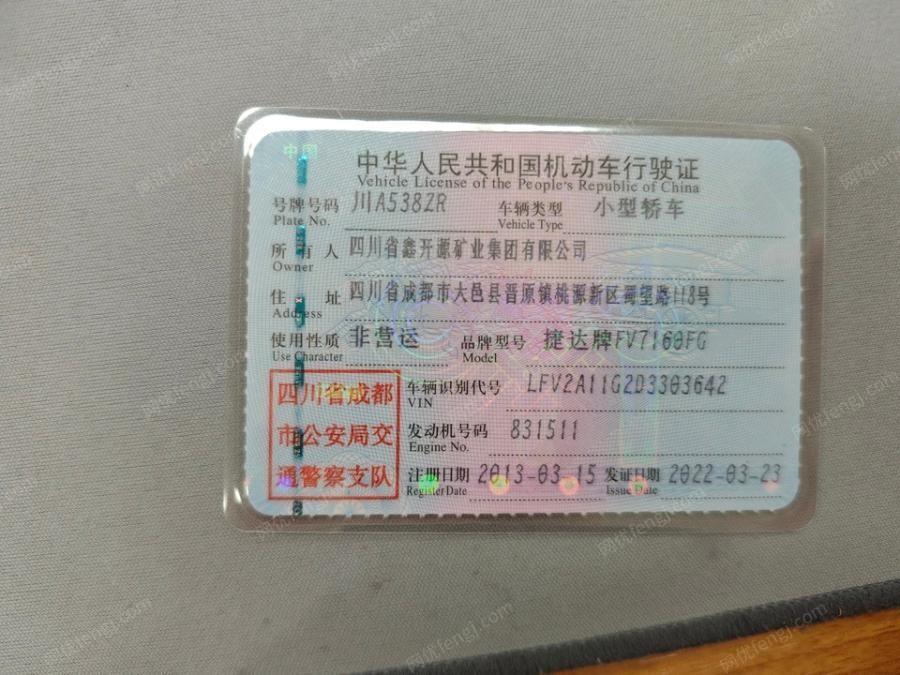 中国
中华人民共和国机动车行驶证
Vehicle License of the People's Republic of China
号牌号码 川A5382R 车辆类型 小型轿车
Plate No. Vehicle Type
所有人 四川省鑫开源矿业集团有限公司
Owner
住址 四川省成都市大邑县晋原镇桃源新区蜀望路118号
Address
使用性质 非营运 品牌型号 捷达牌FV7160FG
Use Character Model
四川省成都
市公安局交
通警察支队
车辆识别代号 LFV2A11G2D3303642
VIN
发动机号码 831511
Engine No.
注册日期 2013-03-15 发证日期 2022-03-23
Register Date Issue Date
网优fengj.com